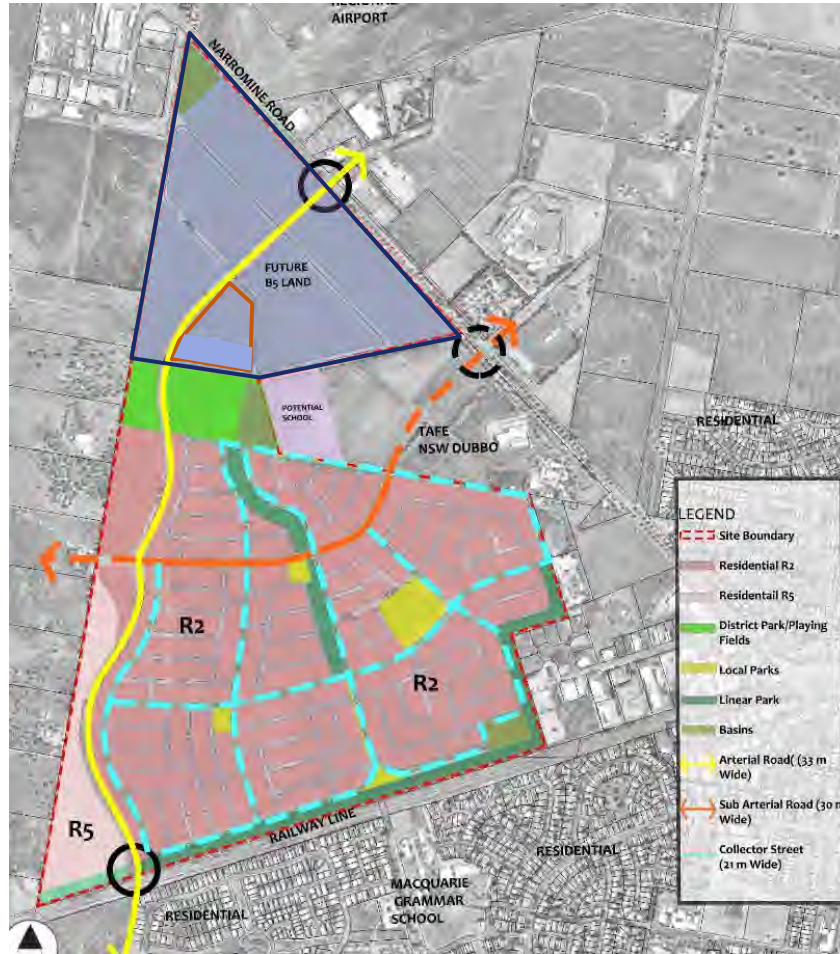 REGIONAL
AIRPORT
NARROMINE ROAD
FUTURE
B5 LAND
POTENTIAL
SCHOOL
TAFE
NSW DUBBO
RESIDENTIAL
R2
R2
R5
RAILWAY LINE
RESIDENTIAL
MACQUARIE
GRAMMAR
SCHOOL
RESIDENTIAL
LEGEND
Site Boundary
Residential R2
Residentail R5
District Park/Playing
Fields
Local Parks
Linear Park
Basins
Arterial Road( (33 m
Wide)
Sub Arterial Road (30 m
Wide)
Collector Street
(21 m Wide)